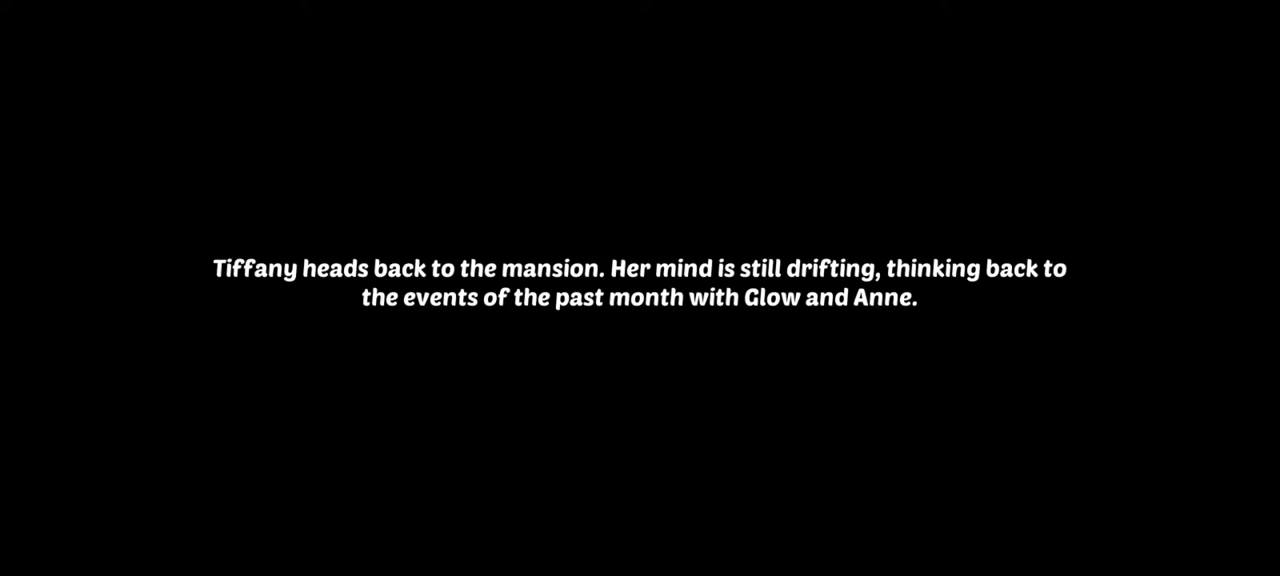 Tiffany heads back to the mansion. Her mind is still drifting, thinking back to
the events of the past month with Glow and Anne.